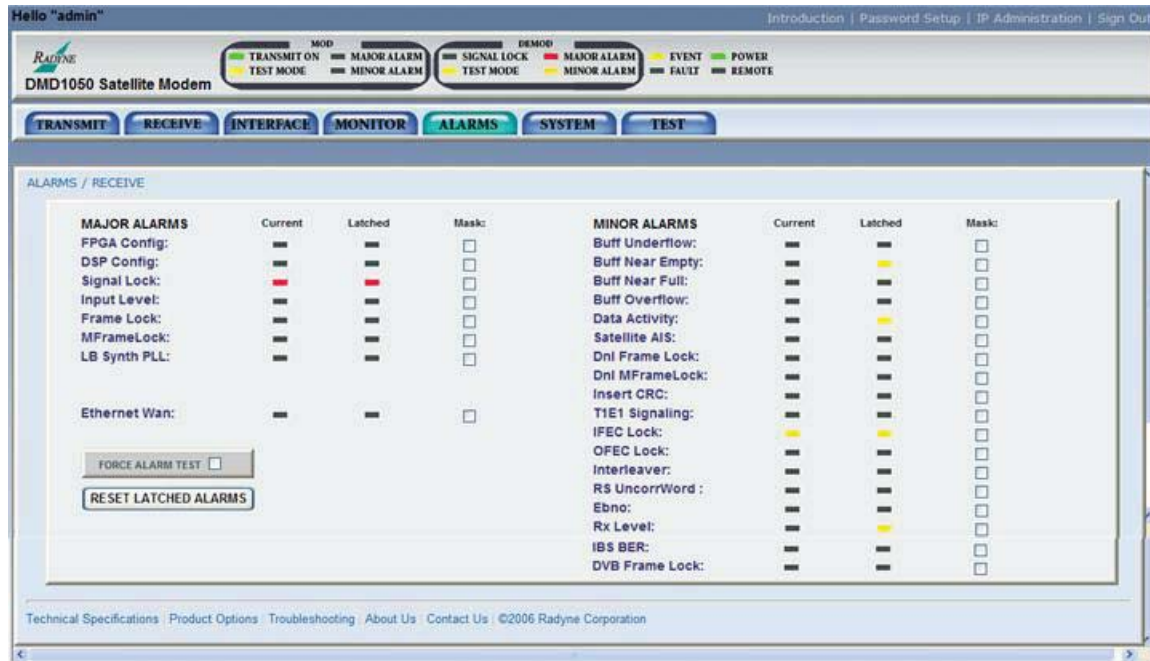 Hello "admin"
Introduction | Password Setup | IP Administration | Sign Out
RADYNE
DMD1050 Satellite Modem
MOD
TRANSMIT ON MAJOR ALARM
TEST MODE MINOR ALARM
DEMOD
SIGNAL LOCK MAJOR ALARM
TEST MODE MINOR ALARM
EVENT POWER
FAULT REMOTE
TRANSMIT RECEIVE INTERFACE MONITOR ALARMS SYSTEM TEST
ALARMS / RECEIVE
MAJOR ALARMS Current Latched Mask:
FPGA Config:
DSP Config:
Signal Lock:
Input Level:
Frame Lock:
MFrameLock:
LB Synth PLL:
Ethernet Wan:
FORCE ALARM TEST
RESET LATCHED ALARMS
MINOR ALARMS Current Latched Mask:
Buff Underflow:
Buff Near Empty:
Buff Near Full:
Buff Overflow:
Data Activity:
Satellite AIS:
Dnl Frame Lock:
Dnl MFrameLock:
Insert CRC:
T1E1 Signaling:
IFEC Lock:
OFEC Lock:
Interleaver:
RS UncorrWord :
Ebno:
Rx Level:
IBS BER:
DVB Frame Lock:
Technical Specifications | Product Options | Troubleshooting | About Us | Contact Us | ©2006 Radyne Corporation